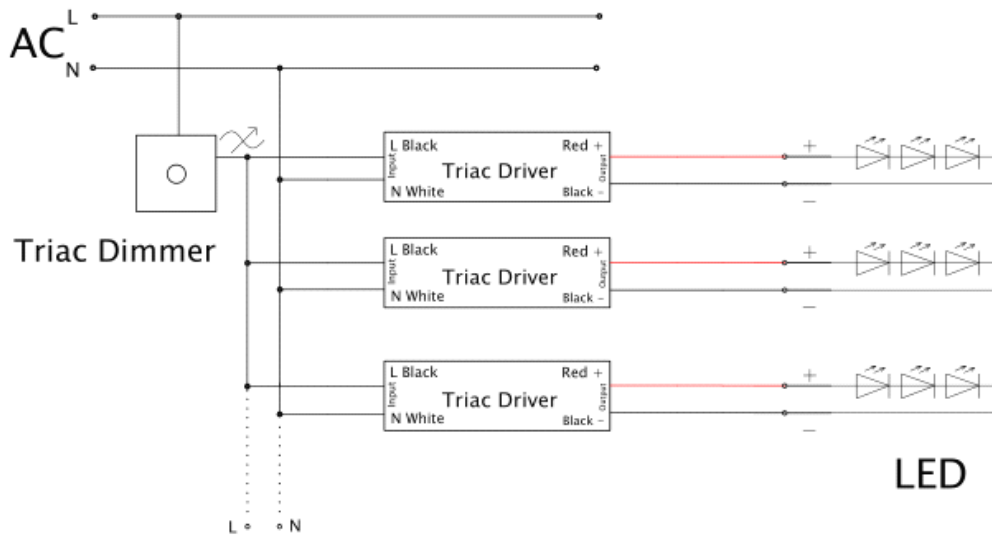 L
AC
N
L Black
Red +
Input
Triac Driver
Output
N White
Black -
Triac Dimmer
+
−
L Black
Red +
Input
Triac Driver
Output
N White
Black -
+
−
L Black
Red +
Input
Triac Driver
Output
N White
Black -
+
−
LED
L
N